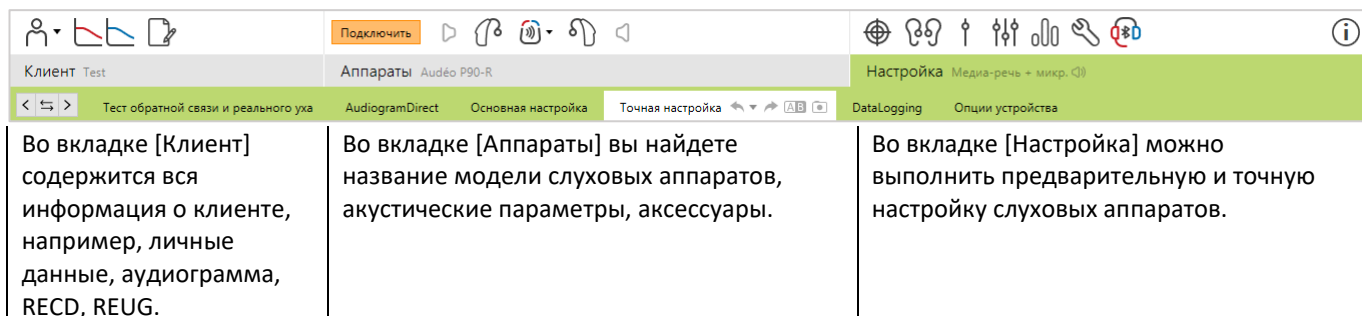 Подключить
Клиент Test
Аппараты Audéo P90-R
Настройка Медиа-речь + микр.
Тест обратной связи и реального уха
AudiogramDirect
Основная настройка
Точная настройка
AB
DataLogging
Опции устройства
Во вкладке [Клиент]
содержится вся
информация о клиенте,
например, личные
данные, аудиограмма,
RECD, REUG.
Во вкладке [Аппараты] вы найдете
название модели слуховых аппаратов,
акустические параметры, аксессуары.
Во вкладке [Настройка] можно
выполнить предварительную и точную
настройку слуховых аппаратов.